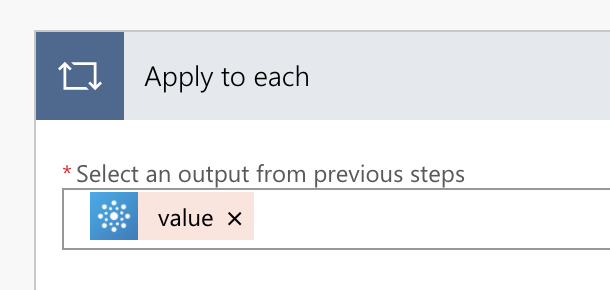 Apply to each
* Select an output from previous steps
value ×